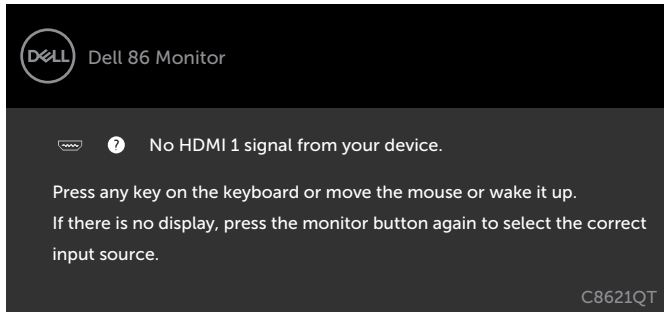 DELL Dell 86 Monitor
? No HDMI 1 signal from your device.
Press any key on the keyboard or move the mouse or wake it up.
If there is no display, press the monitor button again to select the correct
input source.
C8621QT